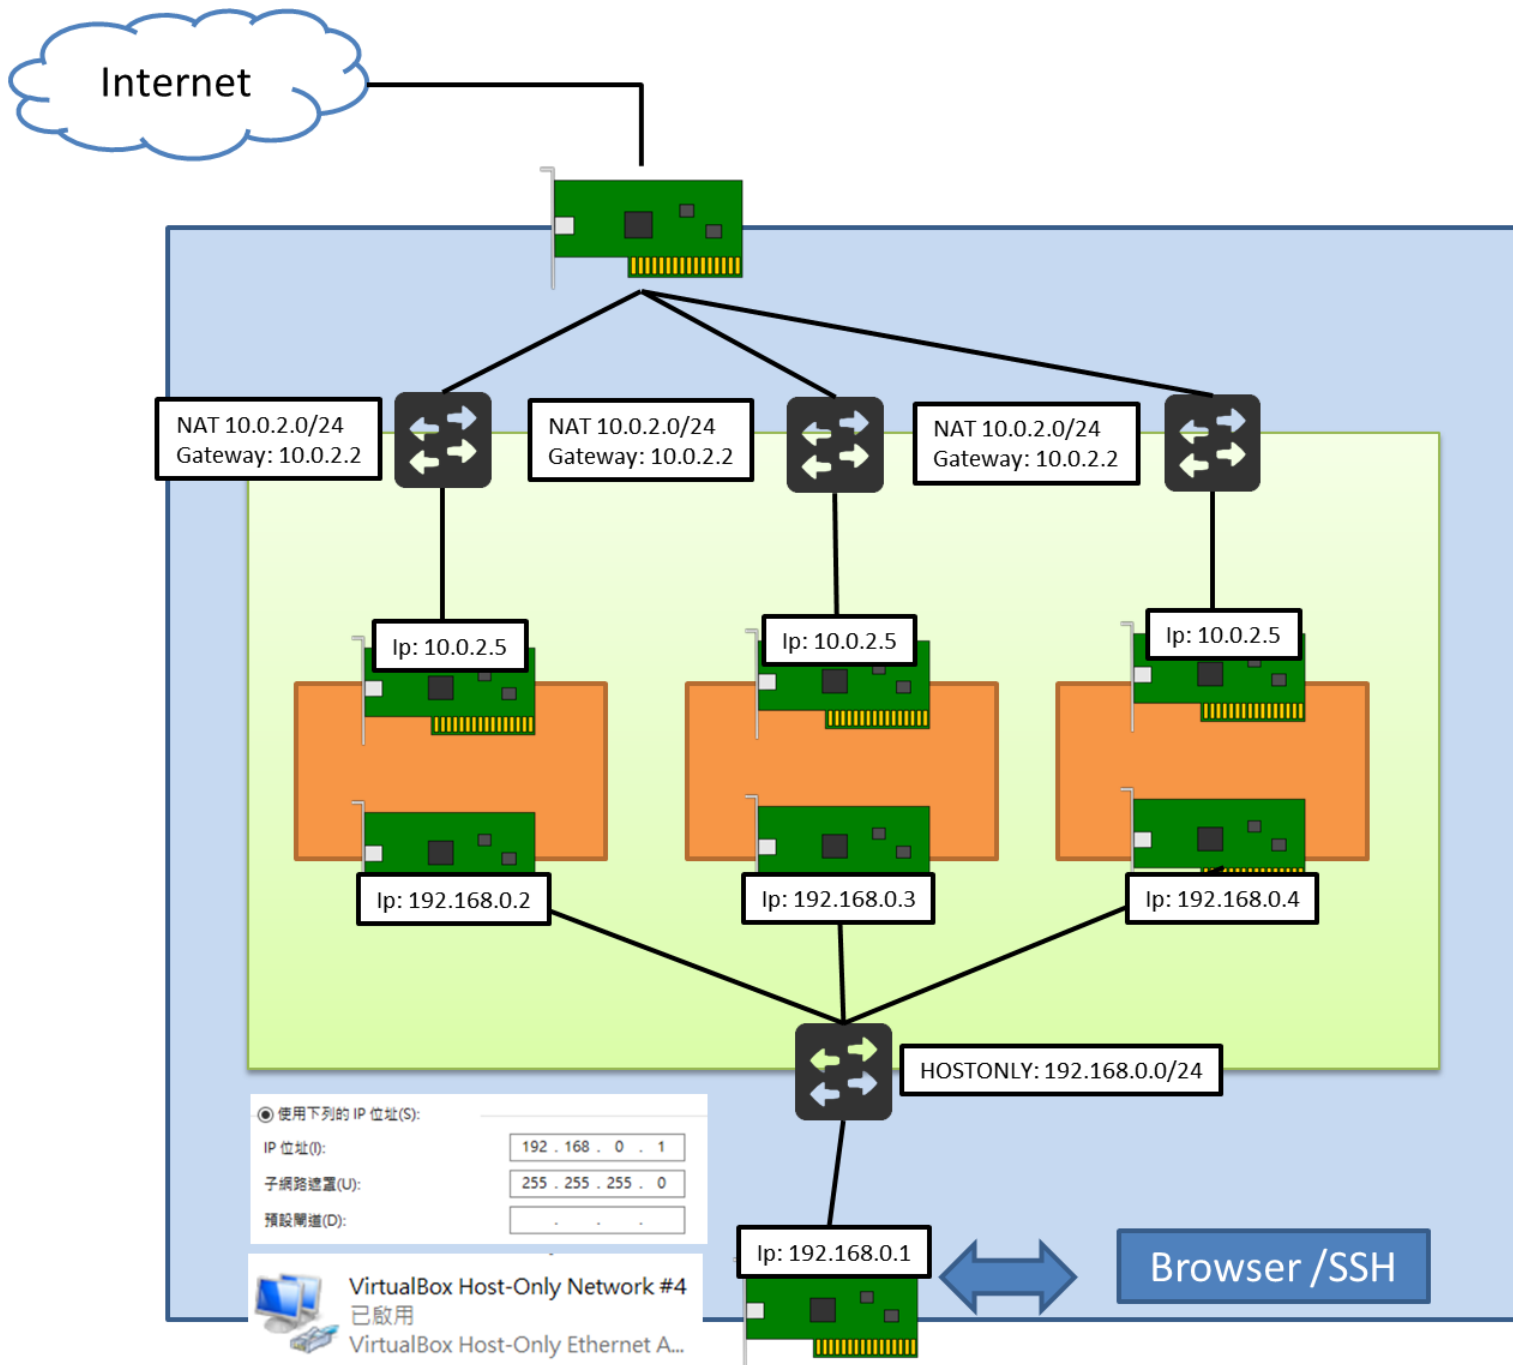 Internet
NAT 10.0.2.0/24
Gateway: 10.0.2.2
NAT 10.0.2.0/24
Gateway: 10.0.2.2
NAT 10.0.2.0/24
Gateway: 10.0.2.2
Ip: 10.0.2.5
Ip: 10.0.2.5
Ip: 10.0.2.5
Ip: 192.168.0.2
Ip: 192.168.0.3
Ip: 192.168.0.4
HOSTONLY: 192.168.0.0/24
使用下列的 IP 位址(S):
IP 位址(I): 192 . 168 . 0 . 1
子網路遮罩(U): 255 . 255 . 255 . 0
預設閘道(D): . . .
Ip: 192.168.0.1
Browser /SSH
VirtualBox Host-Only Network #4
已啟用
VirtualBox Host-Only Ethernet A...